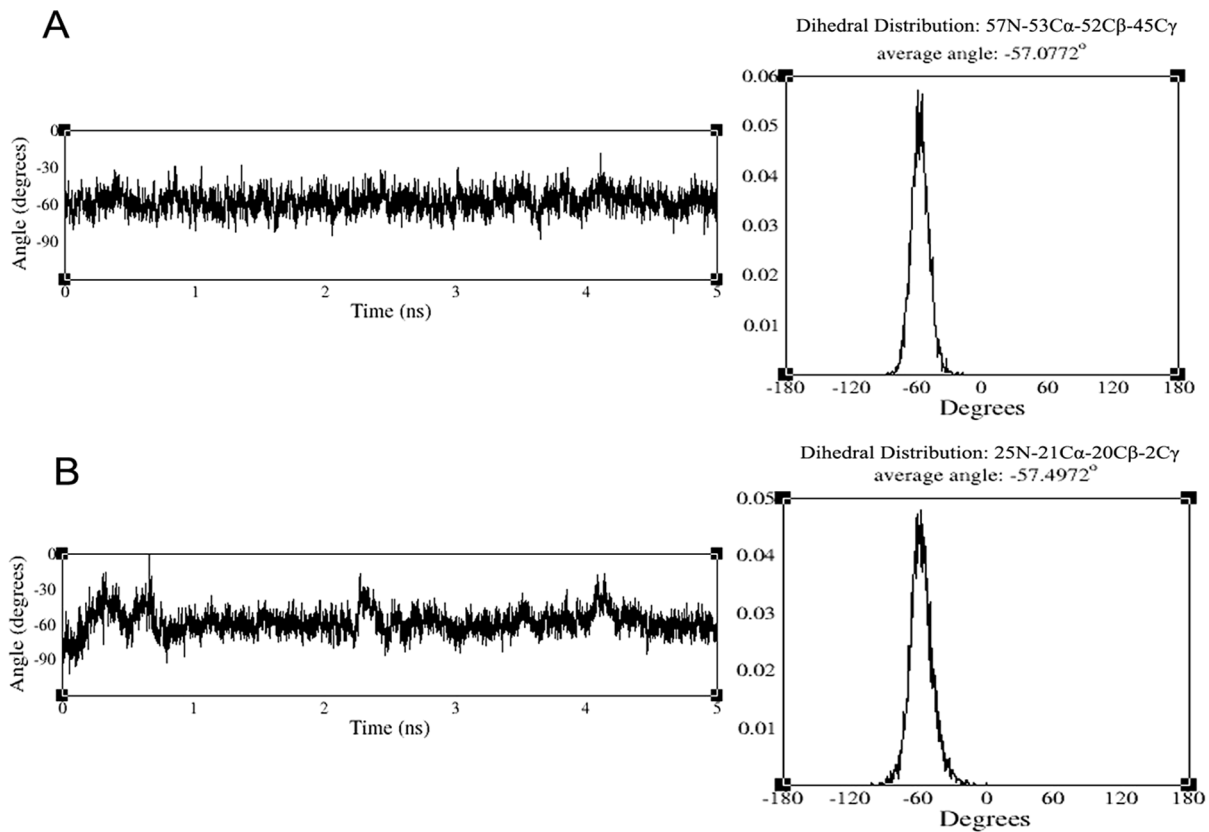 A
Dihedral Distribution: 57N-53Cα-52Cβ-45Cγ
average angle: -57.0772°
0
-30
-60
-90
Angle (degrees)
0 1 2 3 4 5
Time (ns)
0.06
0.05
0.04
0.03
0.02
0.01
-180 -120 -60 0 60 120 180
Degrees
B
Dihedral Distribution: 25N-21Cα-20Cβ-2Cγ
average angle: -57.4972°
0
-30
-60
-90
Angle (degrees)
0 1 2 3 4 5
Time (ns)
0.05
0.04
0.03
0.02
0.01
-180 -120 -60 0 60 120 180
Degrees